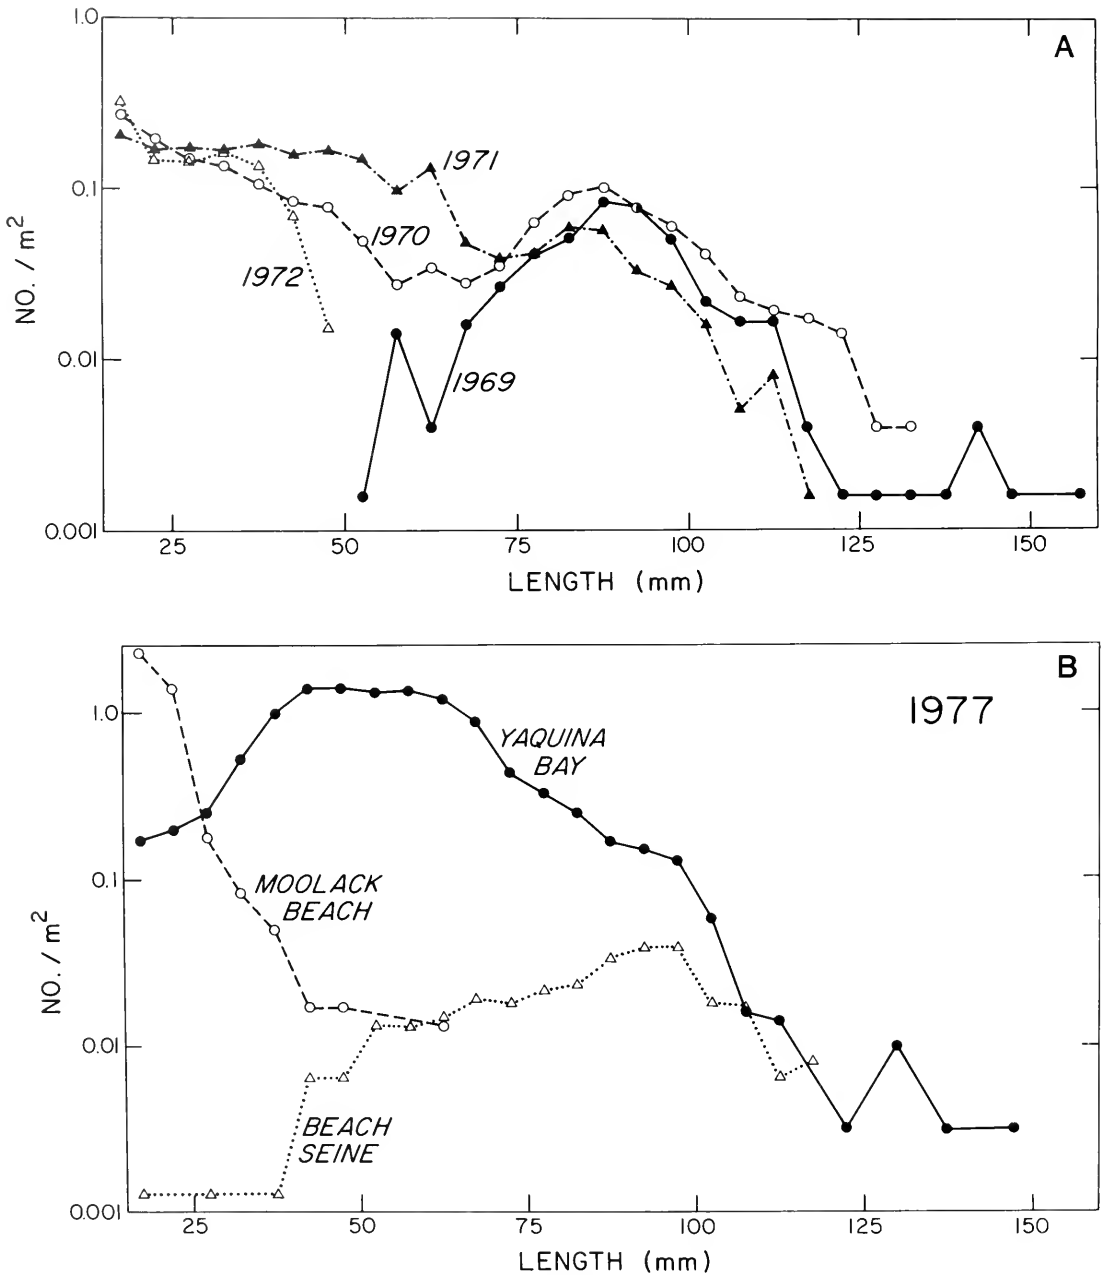 A
1.0
0.1
0.01
0.001
NO. / m²
1971
1970
1972
1969
25 50 75 100 125 150
LENGTH (mm)
B
1977
1.0
0.1
0.01
0.001
NO. / m²
YAQUINA
BAY
MOOLACK
BEACH
BEACH
SEINE
25 50 75 100 125 150
LENGTH (mm)